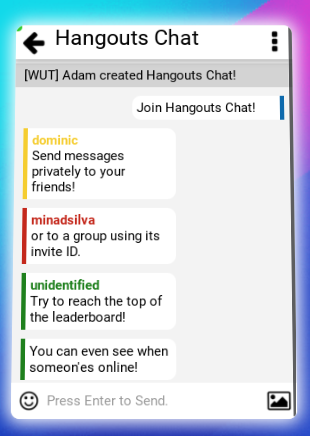 Hangouts Chat
[WUT] Adam created Hangouts Chat!
Join Hangouts Chat!
dominic
Send messages
privately to your
friends!
minadsilva
or to a group using its
invite ID.
unidentified
Try to reach the top of
the leaderboard!
You can even see when
someon'es online!
Press Enter to Send.